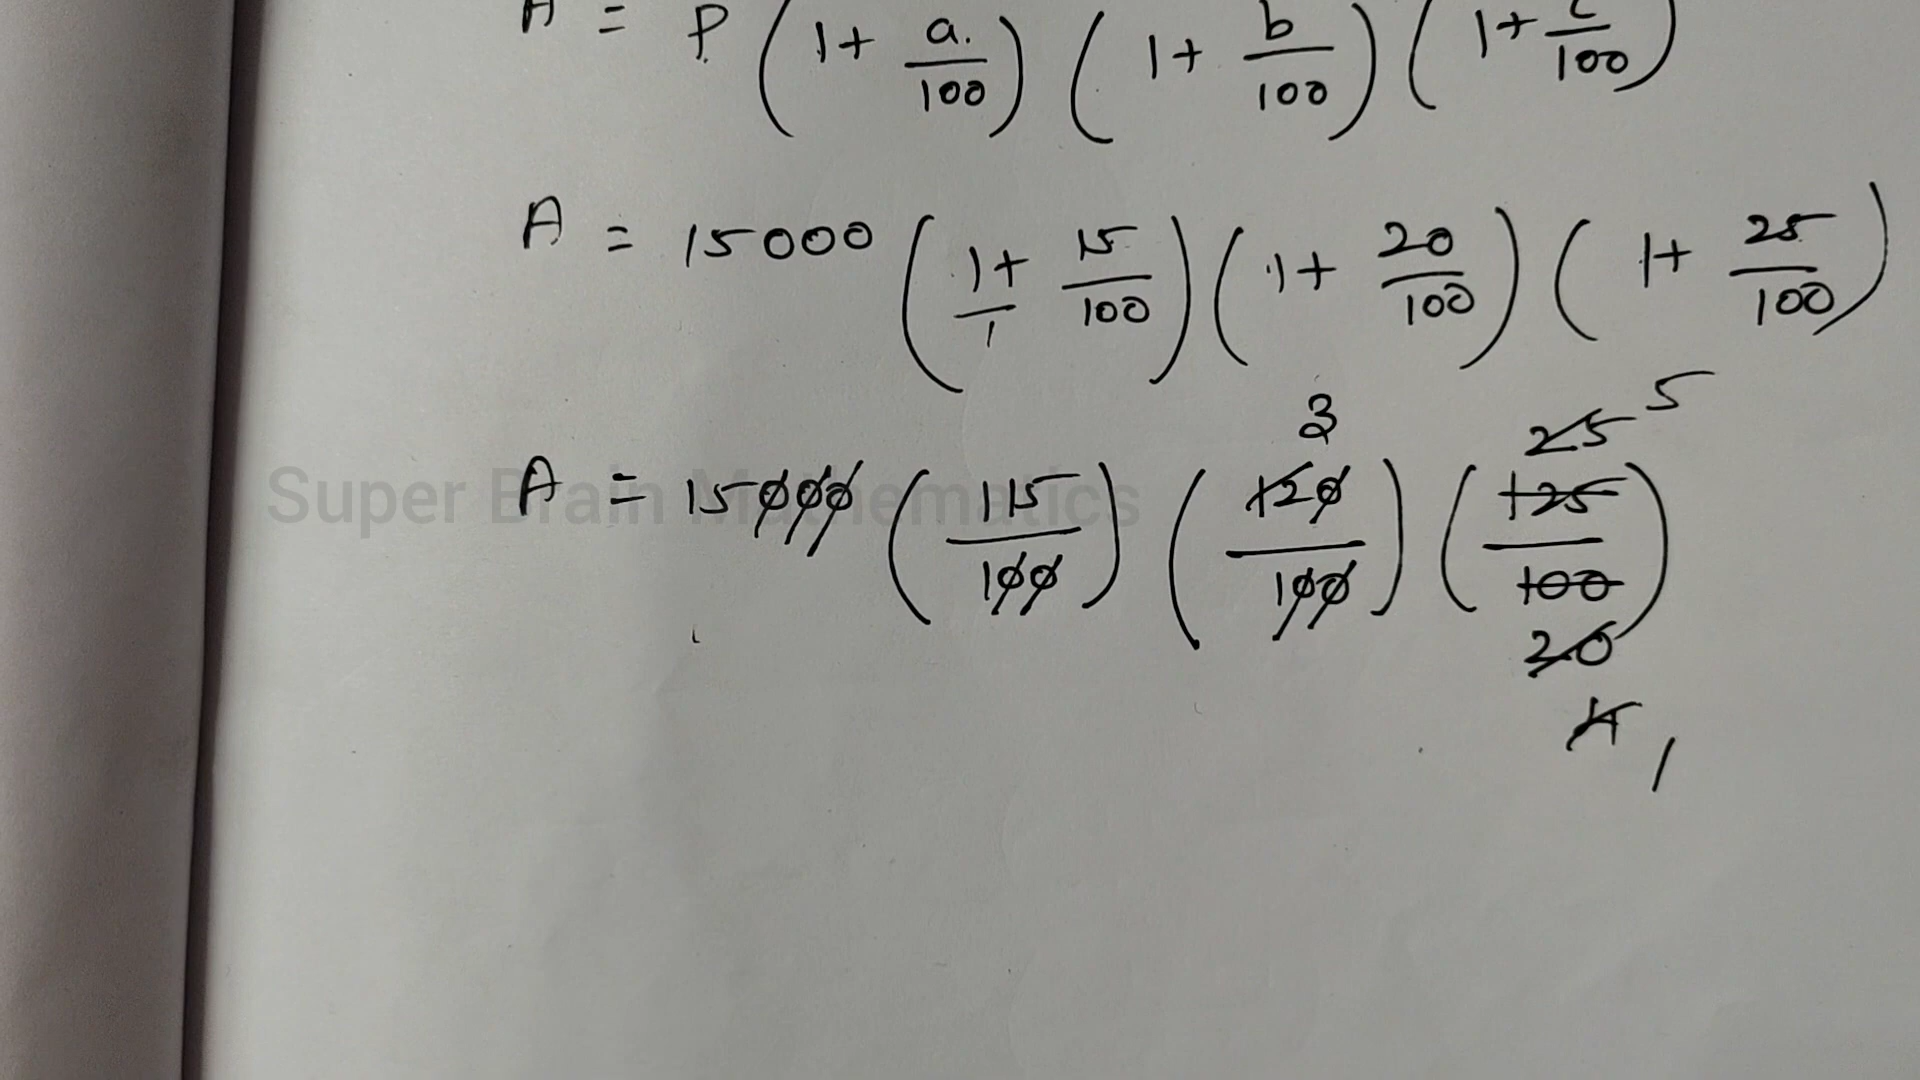 A = P (1 + a/100) (1 + b/100) (1 + c/100)
A = 15000 (1/1 + 15/100) (1 + 20/100) (1 + 25/100)
3 25 5
A = 15000 (115/100) (120/100) (125/100)
20
4 1
Super Brain Mathematics